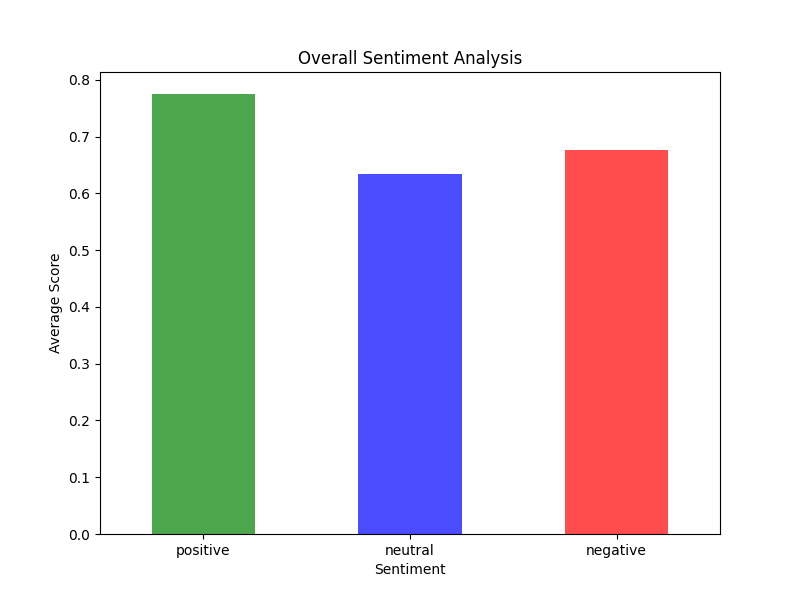 Overall Sentiment Analysis
0.8
0.7
0.6
0.5
0.4
0.3
0.2
0.1
0.0
Average Score
positive neutral negative
Sentiment